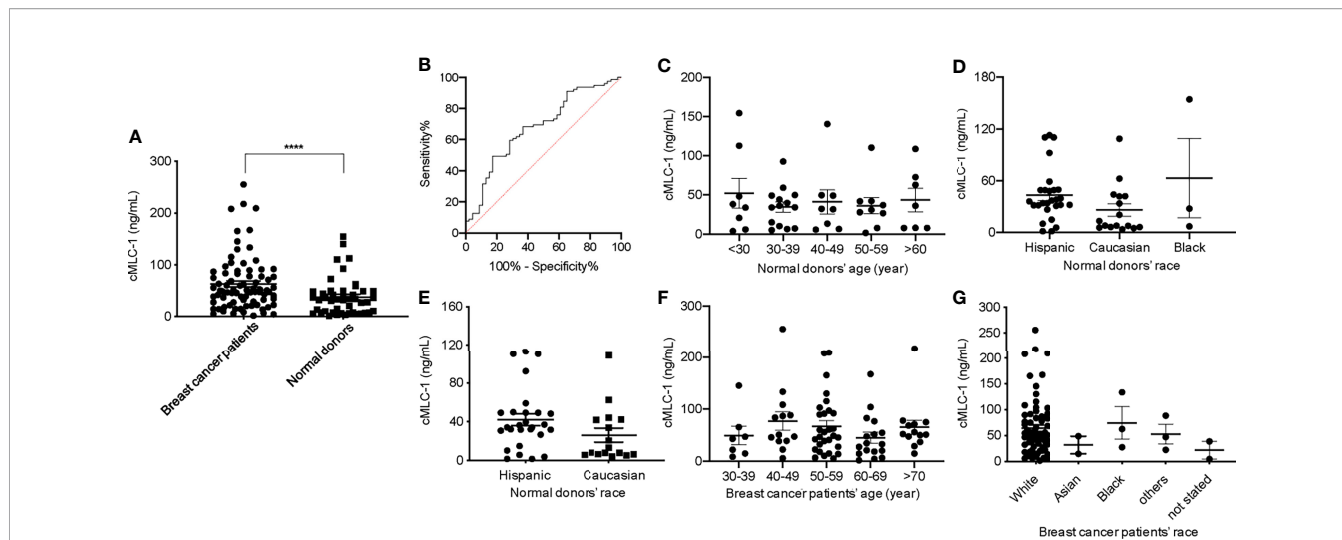 A
cMLC-1 (ng/mL)
300
200
100
0
****
Breast cancer patients
Normal donors
B
Sensitivity%
100
80
60
40
20
0
0 20 40 60 80 100
100% - Specificity%
C
cMLC-1 (ng/mL)
200
150
100
50
0
<30 30-39 40-49 50-59 >60
Normal donors' age (year)
D
cMLC-1 (ng/mL)
180
120
60
0
Hispanic Caucasian Black
Normal donors' race
E
cMLC-1 (ng/mL)
160
120
80
40
0
Hispanic Caucasian
Normal donors' race
F
cMLC-1 (ng/mL)
300
200
100
0
30-39 40-49 50-59 60-69 >70
Breast cancer patients' age (year)
G
cMLC-1 (ng/mL)
300
250
200
150
100
50
0
White
Asian
Black
others
not stated
Breast cancer patients' race